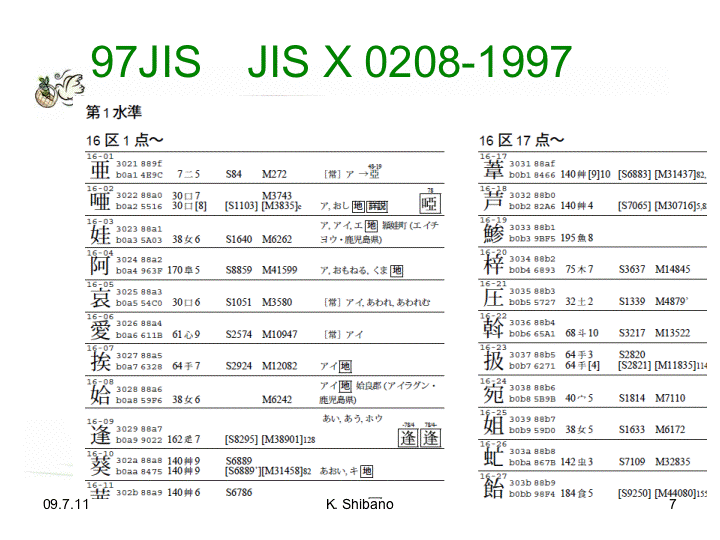 97JIS JIS X 0208-1997
第1水準
16 区 1 点～
16-01
亜 3021 889f
b0a1 4E9C 7二5 S84 M272 [常] ア →亞 48-19
16-02
唖 3022 88a0 30口7 M3743
b0a2 5516 30口[8] [S1103] [M3835]c ア, おし 地 詳説 78 啞
16-03
娃 3023 88a1 ア, アイ, エ 地 頴娃町 (エイチ
b0a3 5A03 38女6 S1640 M6262 ョウ・鹿児島県)
16-04
阿 3024 88a2
b0a4 963F 170阜5 S8859 M41599 ア, おもねる, くま 地
16-05
哀 3025 88a3
b0a5 54C0 30口6 S1051 M3580 [常] アイ, あわれ, あわれむ
16-06
愛 3026 88a4
b0a6 611B 61心9 S2574 M10947 [常] アイ
16-07
挨 3027 88a5
b0a7 6328 64手7 S2924 M12082 アイ 地
16-08
姶 3028 88a6 アイ 地 姶良郡 (アイラグン・
b0a8 59F6 38女6 M6242 鹿児島県)
16-09 あい, あう, ホウ
逢 3029 88a7
b0a9 9022 162辵7 [S8295] [M38901]128 逢 逢
16-10
葵 302a 88a8 140艸9 S6889
b0aa 8475 140艸9 [S6889'] [M31458]82 あおい, キ 地
16-11
302b 88a9 140艸6 S6786
16 区 17 点～
16-17
葦 3031 88af
b0b1 8466 140艸[9]10 [S6883] [M31437]82,
16-18
芦 3032 88b0
b0b2 82A6 140艸4 [S7065] [M30716]5,8
16-19
鯵 3033 88b1
b0b3 9BF5 195魚8
16-20
梓 3034 88b2
b0b4 6893 75木7 S3637 M14845
16-21
圧 3035 88b3
b0b5 5727 32土2 S1339 M4879'
16-22
斡 3036 88b4
b0b6 65A1 68斗10 S3217 M13522
16-23
扱 3037 88b5 64手3 S2820
b0b7 6271 64手[4] [S2821] [M11835]114
16-24
宛 3038 88b6
b0b8 5B9B 40宀5 S1814 M7110
16-25
姐 3039 88b7
b0b9 59D0 38女5 S1633 M6172
16-26
虻 303a 88b8
b0ba 867B 142虫3 S7109 M32835
16-27
飴 303b 88b9
b0bb 98F4 184食5 [S9250] [M44080]155
09.7.11 K. Shibano 7